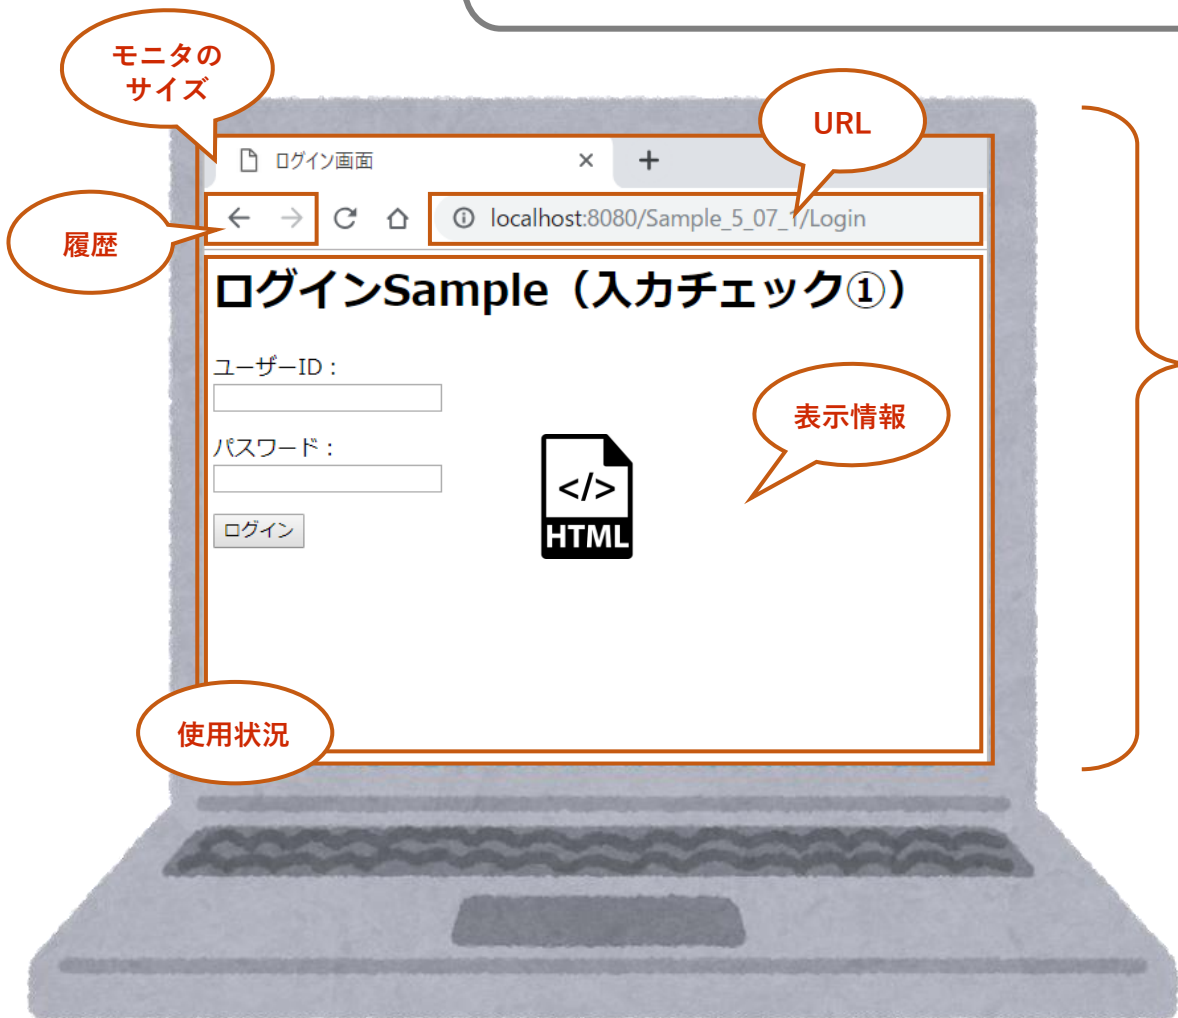 モニタの
サイズ
URL
ログイン画面
履歴
localhost:8080/Sample_5_07_1/Login
ログインSample（入力チェック①）
ユーザーID：
表示情報
パスワード：
</>
HTML
ログイン
使用状況